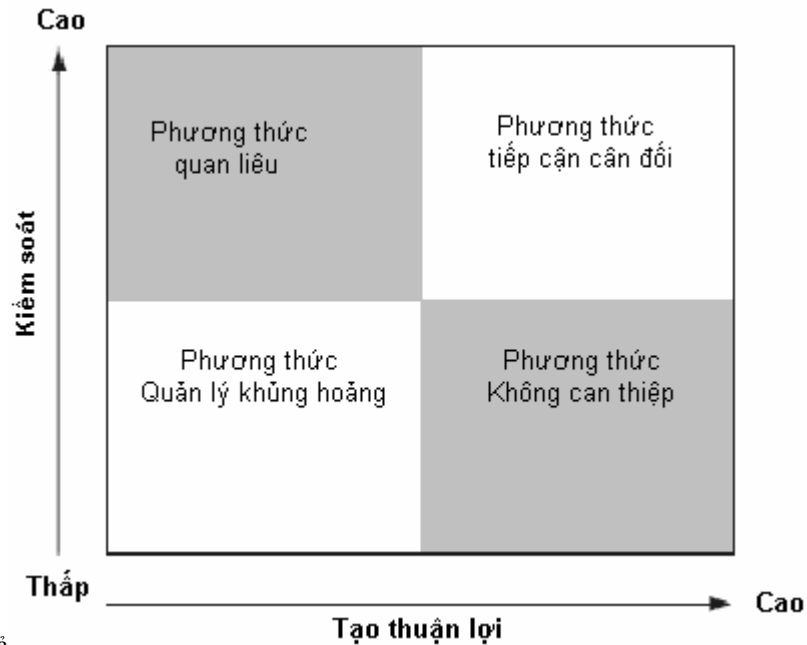 Cao
Phương thức
quan liêu
Phương thức
tiếp cận cân đối
Kiểm soát
Phương thức
Quản lý khủng hoảng
Phương thức
Không can thiệp
Thấp
Cao
Tạo thuận lợi